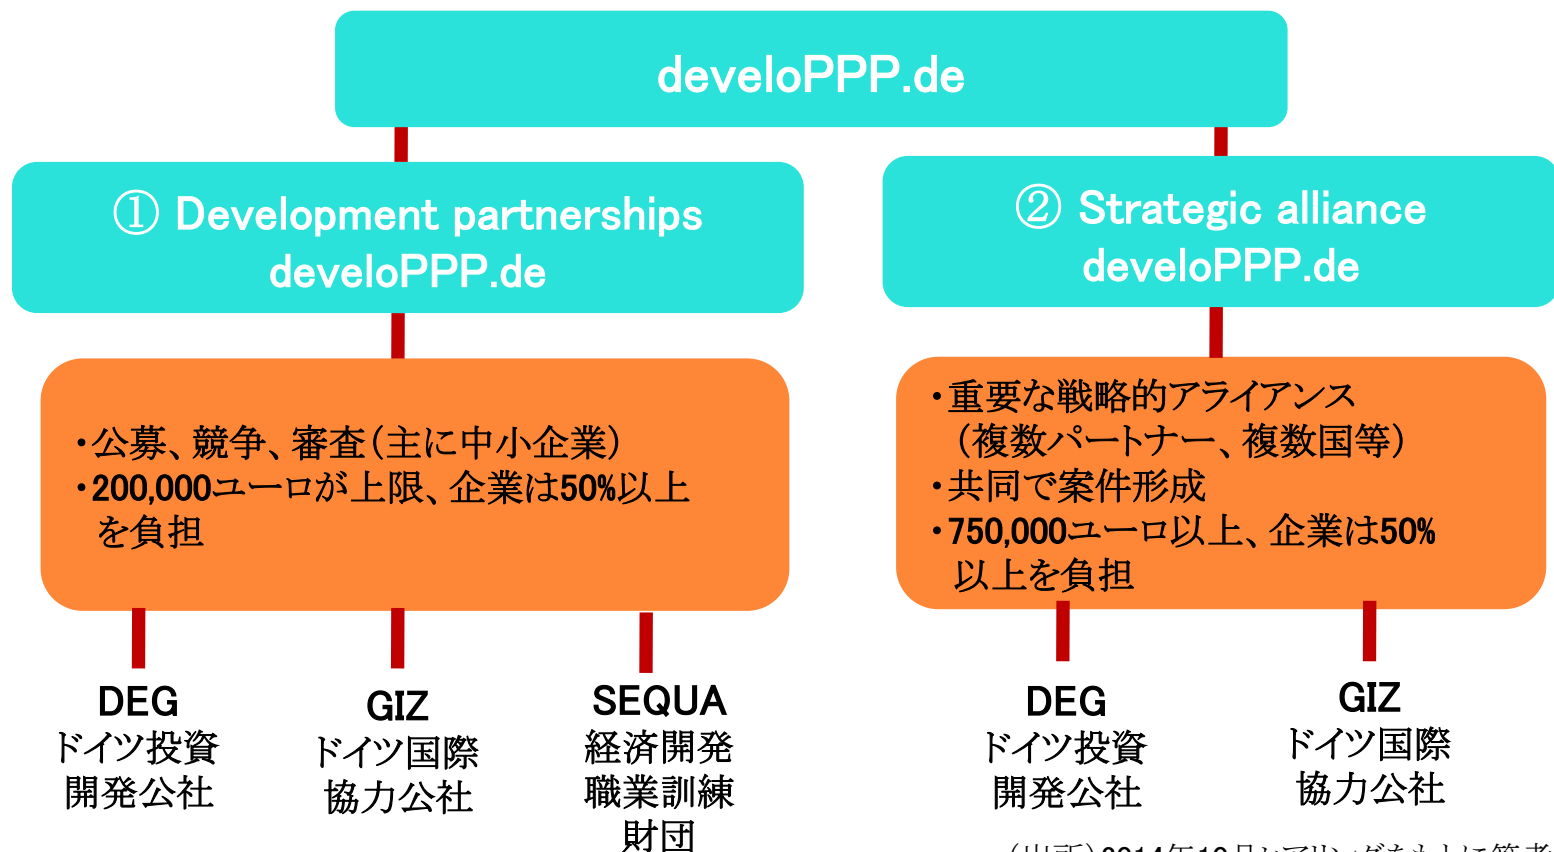 develoPPP.de
① Development partnerships
develoPPP.de
② Strategic alliance
develoPPP.de
・公募、競争、審査(主に中小企業)
・200,000ユーロが上限、企業は50%以上
を負担
・重要な戦略的アライアンス
(複数パートナー、複数国等)
・共同で案件形成
・750,000ユーロ以上、企業は50%
以上を負担
DEG
ドイツ投資
開発公社
GIZ
ドイツ国際
協力公社
SEQUA
経済開発
職業訓練
財団
DEG
ドイツ投資
開発公社
GIZ
ドイツ国際
協力公社